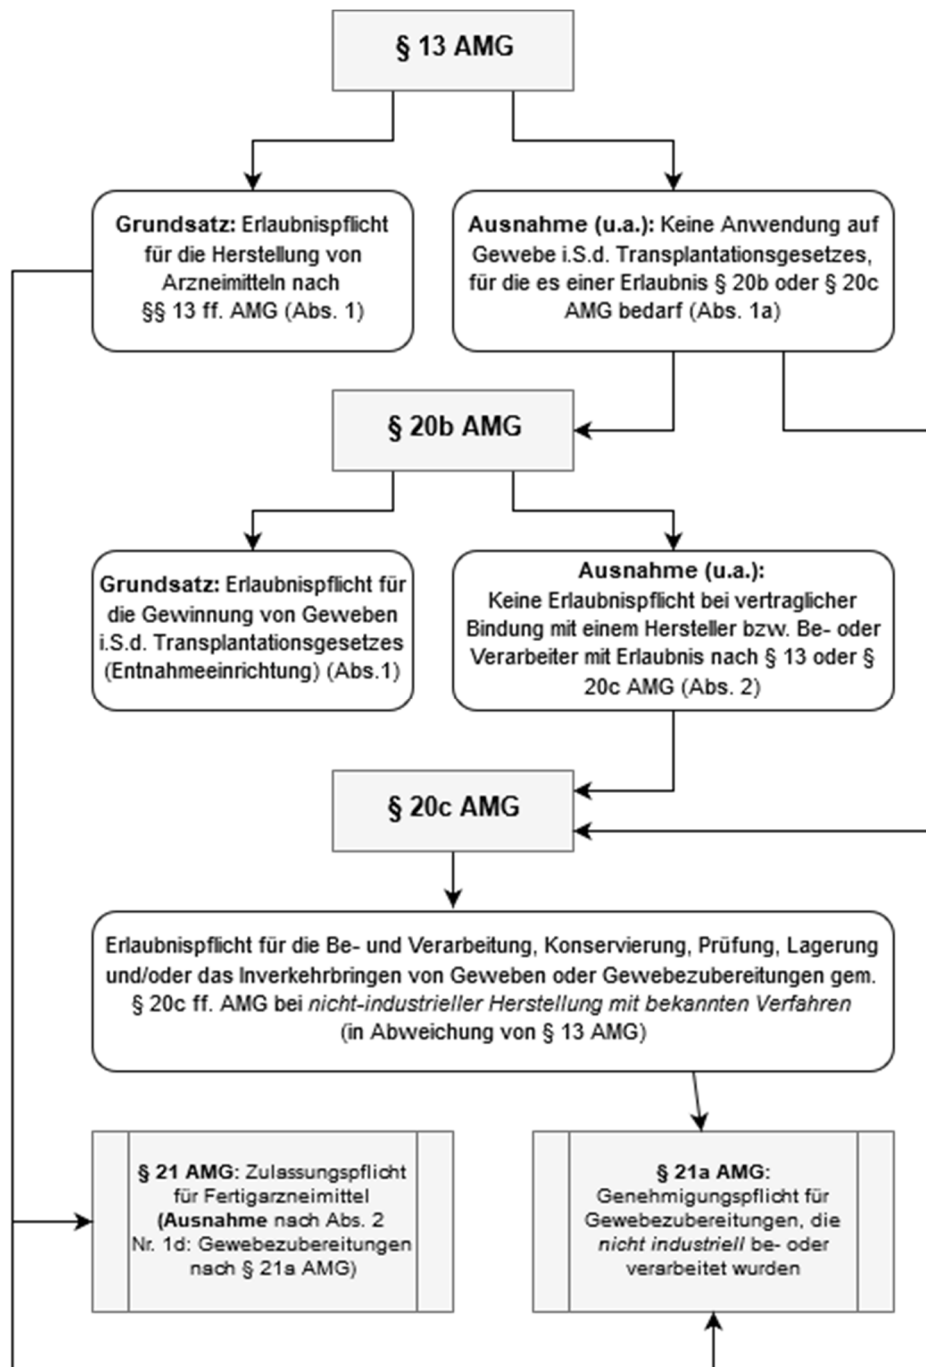 § 13 AMG
Grundsatz: Erlaubnispflicht
für die Herstellung von
Arzneimitteln nach
§§ 13 ff. AMG (Abs. 1)
Ausnahme (u.a.): Keine Anwendung auf
Gewebe i.S.d. Transplantationsgesetzes,
für die es einer Erlaubnis § 20b oder § 20c
AMG bedarf (Abs. 1a)
§ 20b AMG
Grundsatz: Erlaubnispflicht für
die Gewinnung von Geweben
i.S.d. Transplantationsgesetzes
(Entnahmeeinrichtung) (Abs.1)
Ausnahme (u.a.):
Keine Erlaubnispflicht bei vertraglicher
Bindung mit einem Hersteller bzw. Be- oder
Verarbeiter mit Erlaubnis nach § 13 oder §
20c AMG (Abs. 2)
§ 20c AMG
Erlaubnispflicht für die Be- und Verarbeitung, Konservierung, Prüfung, Lagerung
und/oder das Inverkehrbringen von Geweben oder Gewebezubereitungen gem.
§ 20c ff. AMG bei nicht-industrieller Herstellung mit bekannten Verfahren
(in Abweichung von § 13 AMG)
§ 21 AMG: Zulassungspflicht
für Fertigarzneimittel
(Ausnahme nach Abs. 2
Nr. 1d: Gewebezubereitungen
nach § 21a AMG)
§ 21a AMG:
Genehmigungspflicht für
Gewebezubereitungen, die
nicht industriell be- oder
verarbeitet wurden